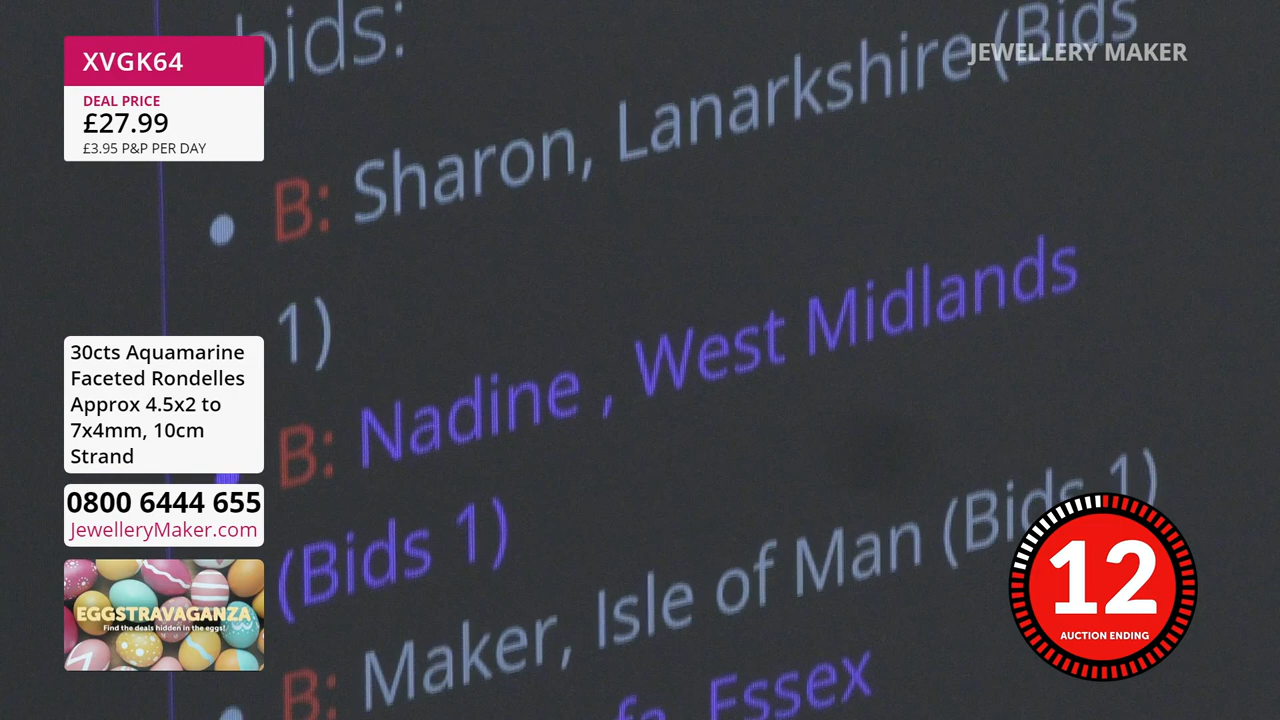 XVGK64
DEAL PRICE
£27.99
£3.95 P&P PER DAY
JEWELLERY MAKER
bids:
B: Sharon, Lanarkshire (Bids
1)
B: Nadine , West Midlands
(Bids 1)
B: Maker, Isle of Man (Bids 1)
Essex
30cts Aquamarine
Faceted Rondelles
Approx 4.5x2 to
7x4mm, 10cm
Strand
0800 6444 655
JewelleryMaker.com
EGGSTRAVAGANZA
Find the deals hidden in the eggs!
12
AUCTION ENDING